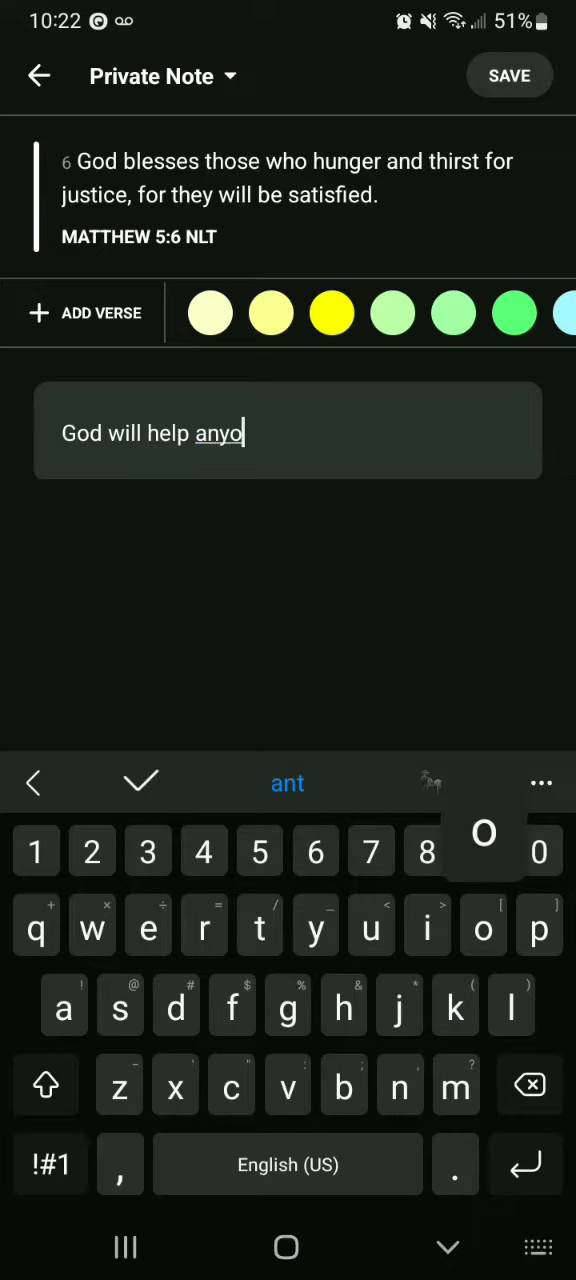 10:22 51%
Private Note SAVE
6 God blesses those who hunger and thirst for
justice, for they will be satisfied.
MATTHEW 5:6 NLT
+ ADD VERSE
God will help anyo
ant
o
1 2 3 4 5 6 7 8 0
+ × ÷ = / _ < > [ ]
q w e r t y u i o p
! @ # $ % & * ( )
a s d f g h j k l
- ' " : ; , ?
z x c v b n m
!#1 , English (US) .